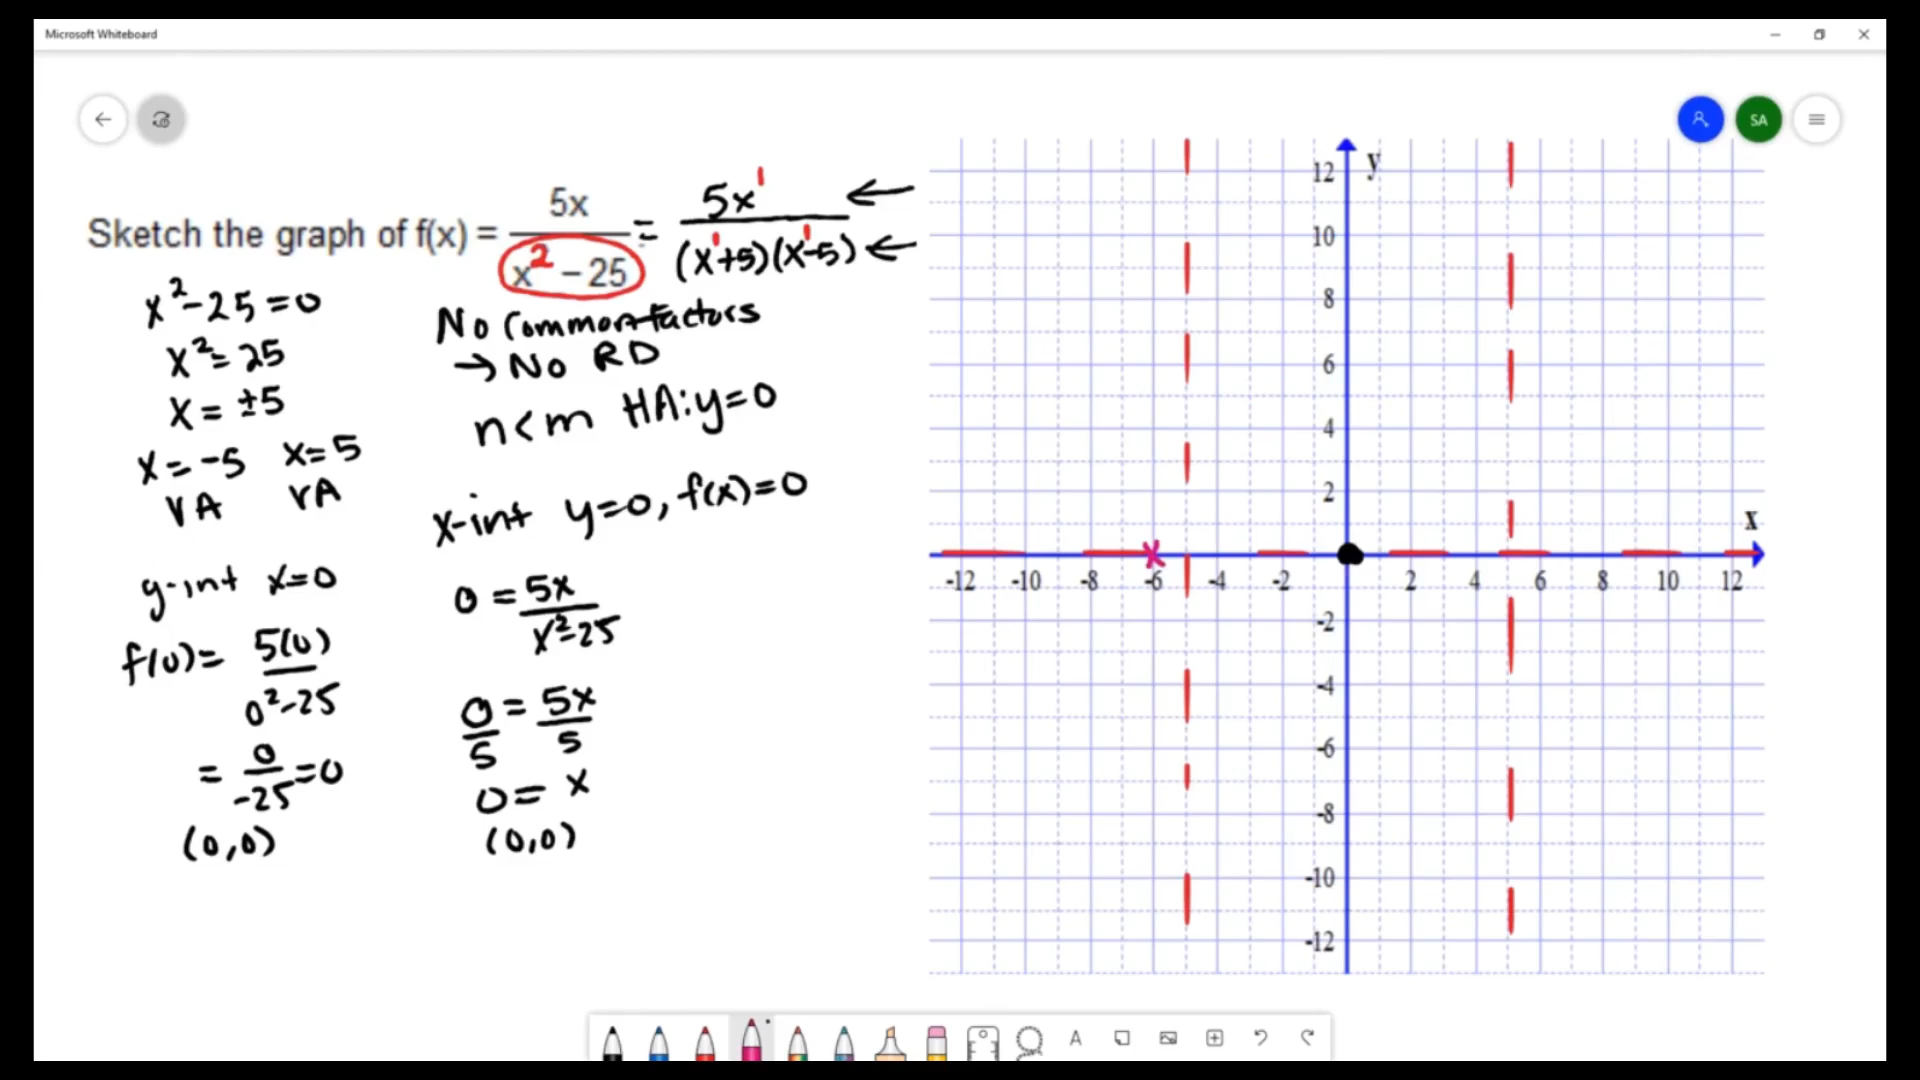 Microsoft Whiteboard
SA
Sketch the graph of f(x) = 5x / (x² - 25) = 5x¹ / (x¹+5)(x¹-5)
x²-25=0
x²=25
x=±5
x=-5 x=5
VA VA
y-int x=0
f(0)= 5(0) / 0²-25
= 0 / -25 =0
(0,0)
No Common factors
→ No RD
n<m HA: y=0
x-int y=0, f(x)=0
0 = 5x / x²-25
0/5 = 5x/5
0= x
(0,0)
y
12
10
8
6
4
2
x
-12 -10 -8 -6 -4 -2 2 4 6 8 10 12
-2
-4
-6
-8
-10
-12
x
A